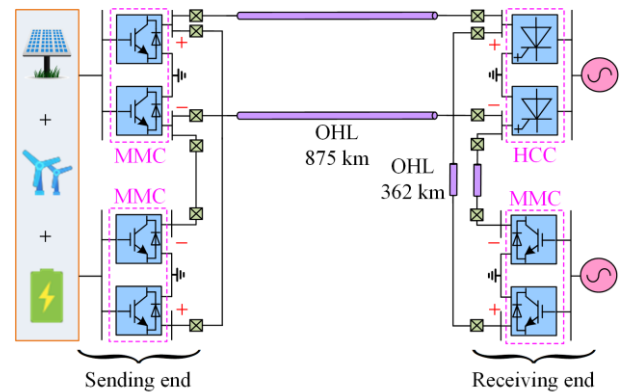 +
−
MMC
HCC
OHL
875 km
OHL
362 km
MMC
MMC
+
−
+
−
+
−
+
−
+
Sending end
Receiving end